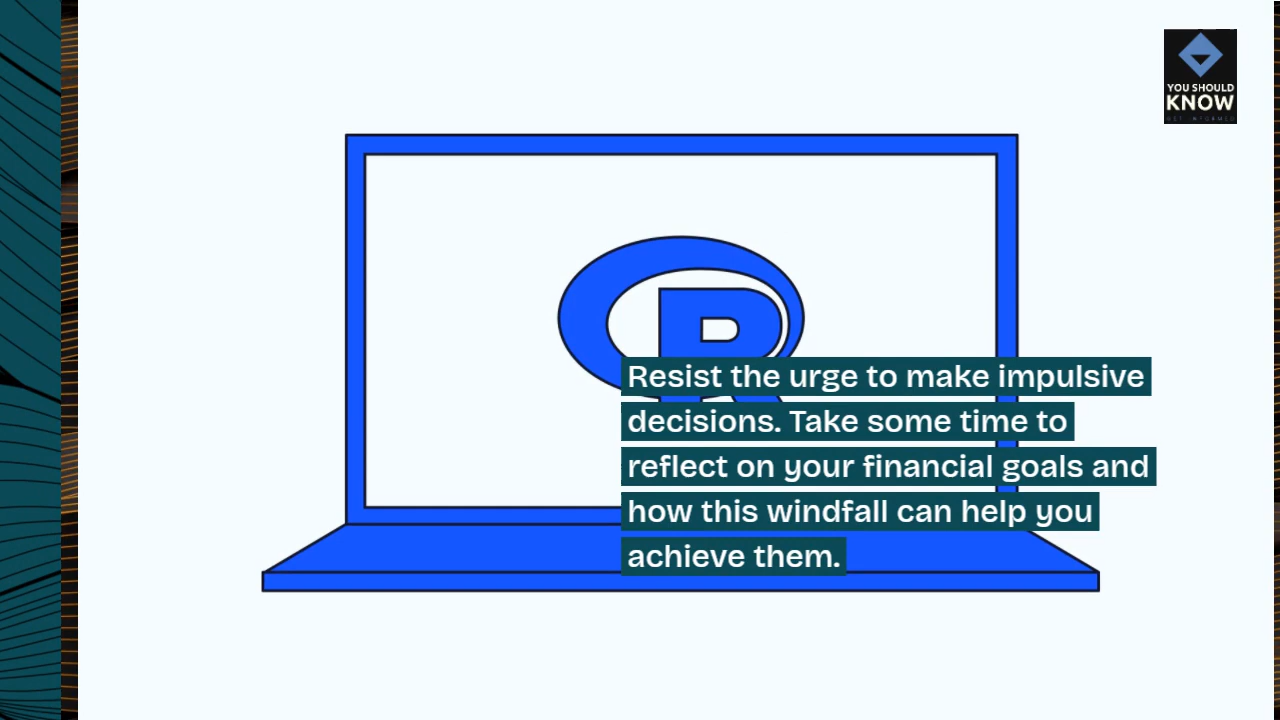 YOU SHOULD
KNOW
R
Resist the urge to make impulsive
decisions. Take some time to
reflect on your financial goals and
how this windfall can help you
achieve them.